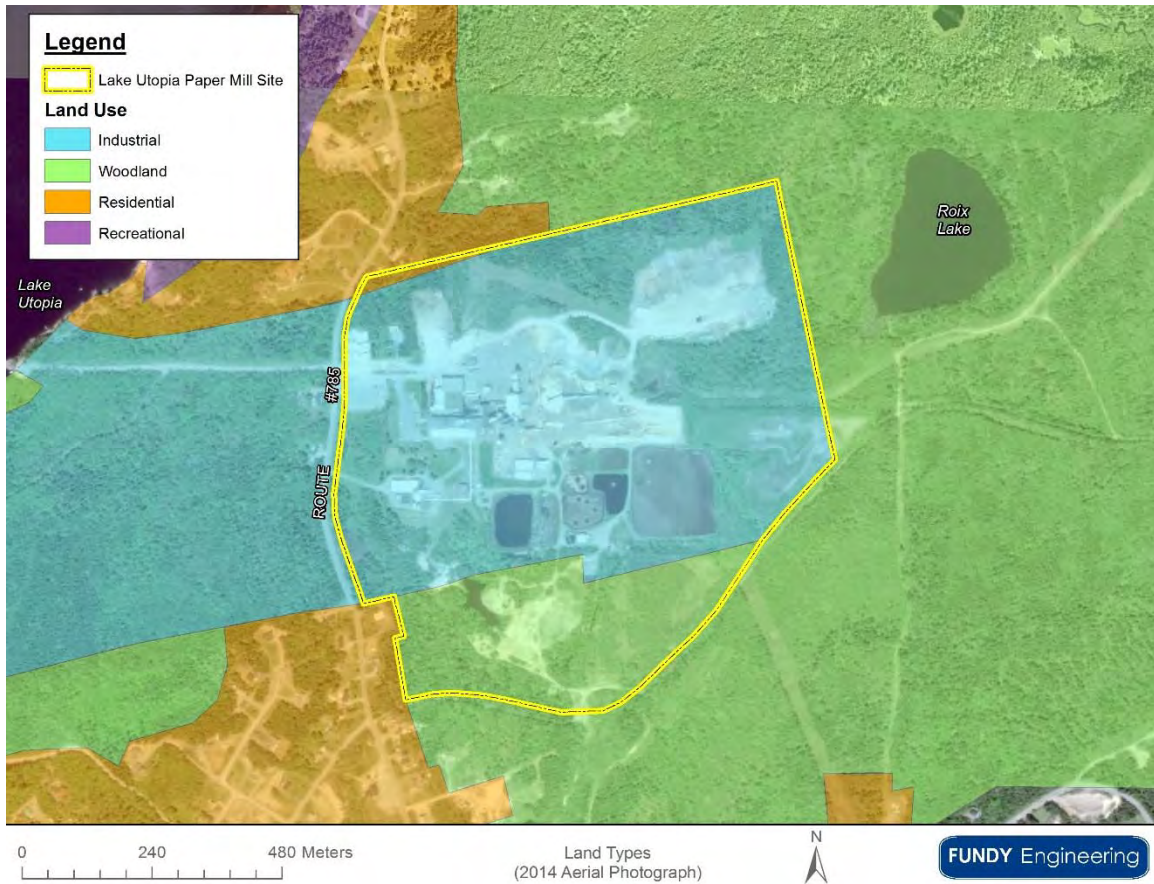 Legend
Lake Utopia Paper Mill Site
Land Use
Industrial
Woodland
Residential
Recreational
Lake
Utopia
Roix
Lake
ROUTE #785
0 240 480 Meters
Land Types
(2014 Aerial Photograph)
N
FUNDY Engineering